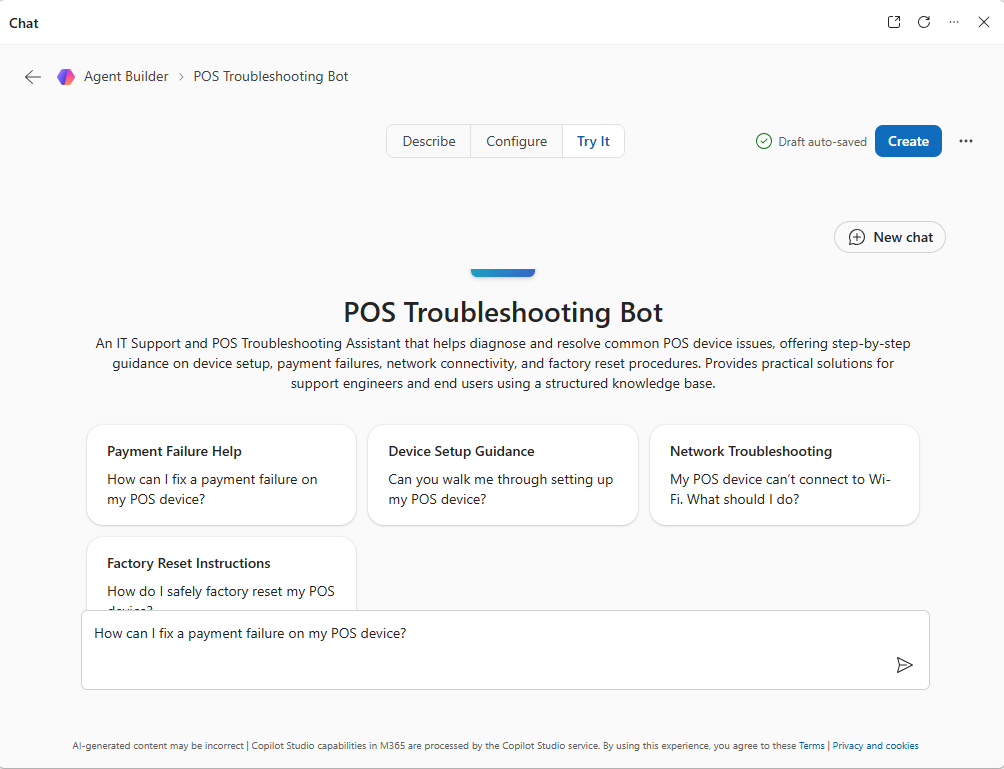 Chat
Agent Builder > POS Troubleshooting Bot
Describe Configure Try It
Draft auto-saved Create
New chat
POS Troubleshooting Bot
An IT Support and POS Troubleshooting Assistant that helps diagnose and resolve common POS device issues, offering step-by-step
guidance on device setup, payment failures, network connectivity, and factory reset procedures. Provides practical solutions for
support engineers and end users using a structured knowledge base.
Payment Failure Help
How can I fix a payment failure on
my POS device?
Device Setup Guidance
Can you walk me through setting up
my POS device?
Network Troubleshooting
My POS device can’t connect to Wi-
Fi. What should I do?
Factory Reset Instructions
How do I safely factory reset my POS
device?
How can I fix a payment failure on my POS device?
AI-generated content may be incorrect | Copilot Studio capabilities in M365 are processed by the Copilot Studio service. By using this experience, you agree to these Terms | Privacy and cookies